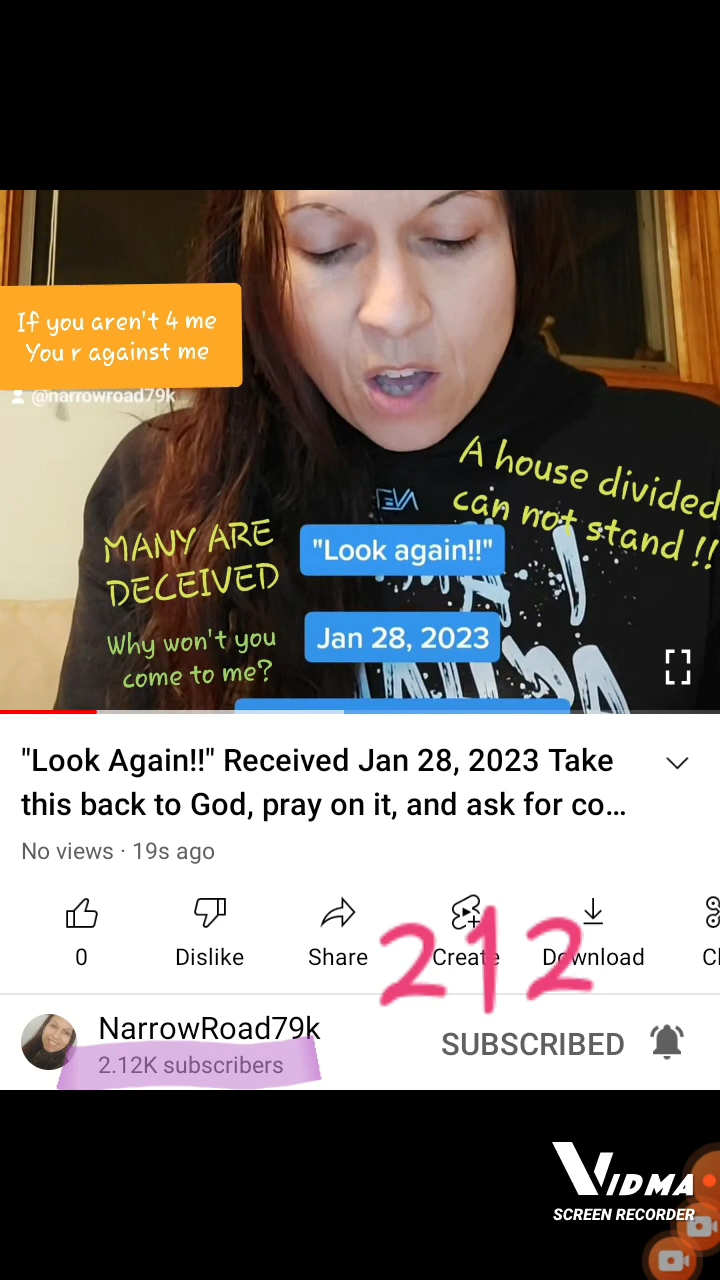 If you aren't 4 me
You r against me
@narrowroad79k
A house divided
can not stand !!
MANY ARE
DECEIVED
"Look again!!"
Why won't you
come to me?
Jan 28, 2023
"Look Again!!" Received Jan 28, 2023 Take
this back to God, pray on it, and ask for co...
No views · 19s ago
0 Dislike Share Create Download
212
NarrowRoad79k
2.12K subscribers
SUBSCRIBED
VIDMA
SCREEN RECORDER